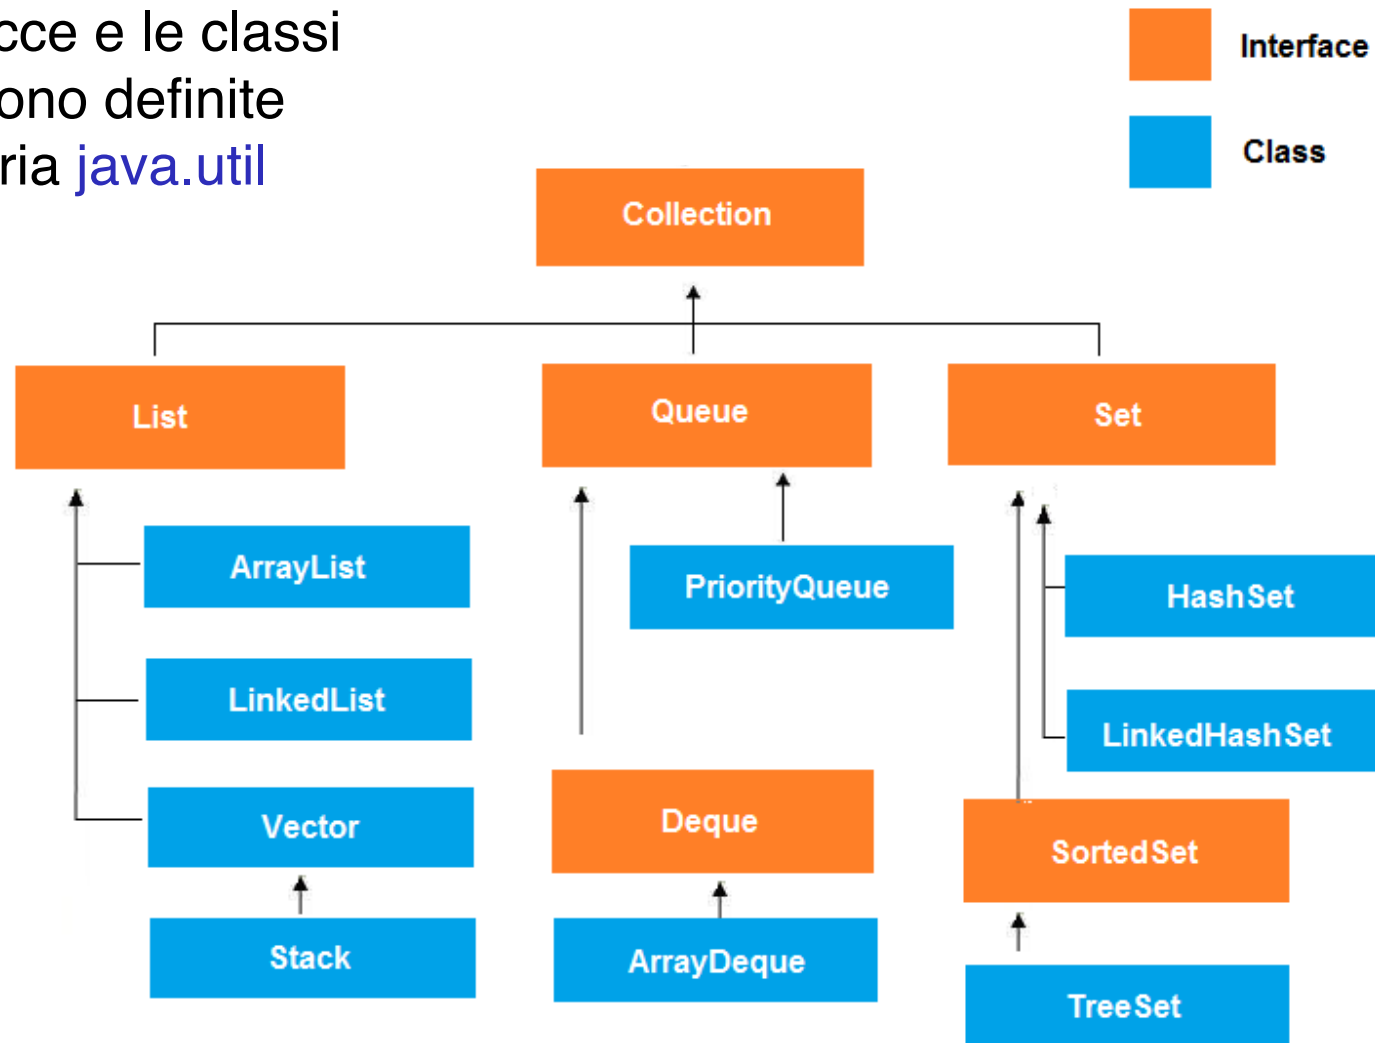 cce e le classi
ono definite
ria java.util
Interface
Class
Collection
List
Queue
Set
ArrayList
PriorityQueue
HashSet
LinkedList
LinkedHashSet
Vector
Deque
SortedSet
Stack
ArrayDeque
TreeSet